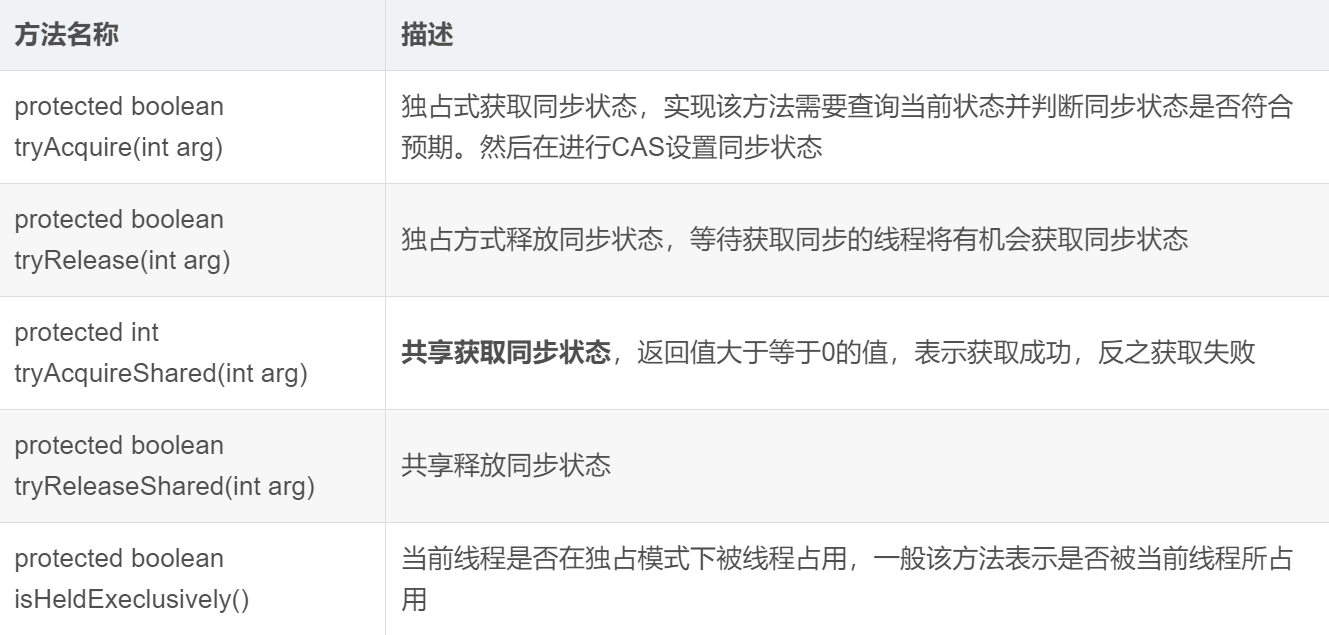 方法名称
描述
protected boolean
tryAcquire(int arg)
独占式获取同步状态，实现该方法需要查询当前状态并判断同步状态是否符合
预期。然后在进行CAS设置同步状态
protected boolean
tryRelease(int arg)
独占方式释放同步状态，等待获取同步的线程将有机会获取同步状态
protected int
tryAcquireShared(int arg)
共享获取同步状态，返回值大于等于0的值，表示获取成功，反之获取失败
protected boolean
tryReleaseShared(int arg)
共享释放同步状态
protected boolean
isHeldExeclusively()
当前线程是否在独占模式下被线程占用，一般该方法表示是否被当前线程所占
用